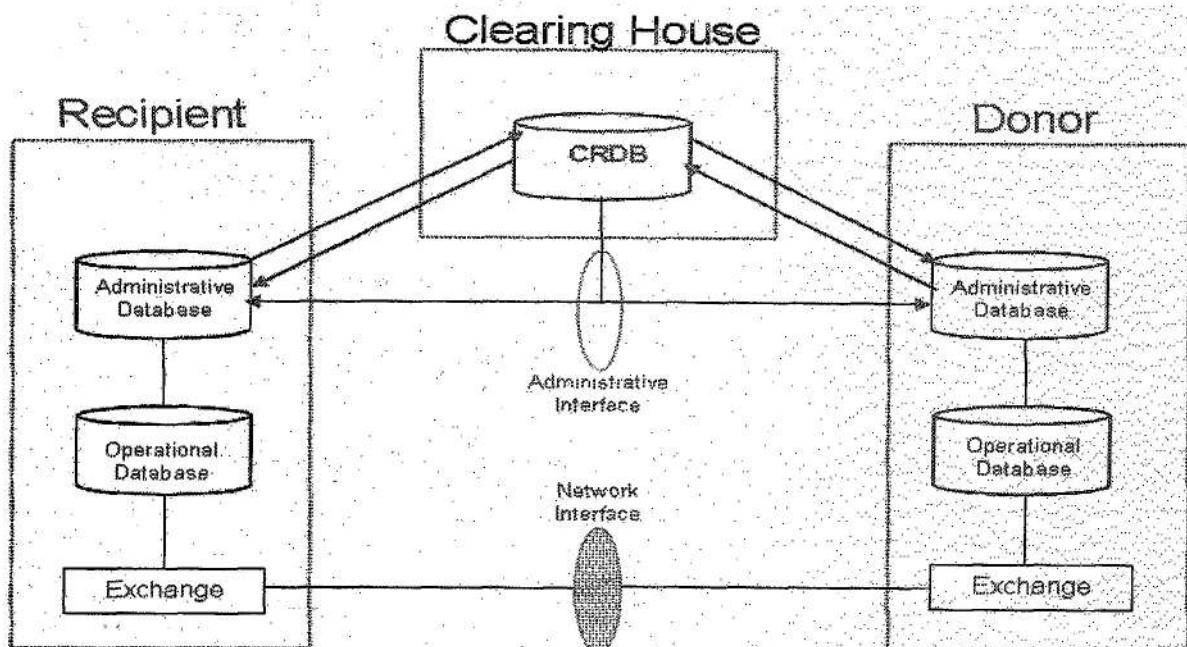 Clearing House
Recipient
Donor
CRDB
Administrative
Database
Administrative
Database
Administrative
Interface
Operational
Database
Operational
Database
Network
Interface
Exchange
Exchange